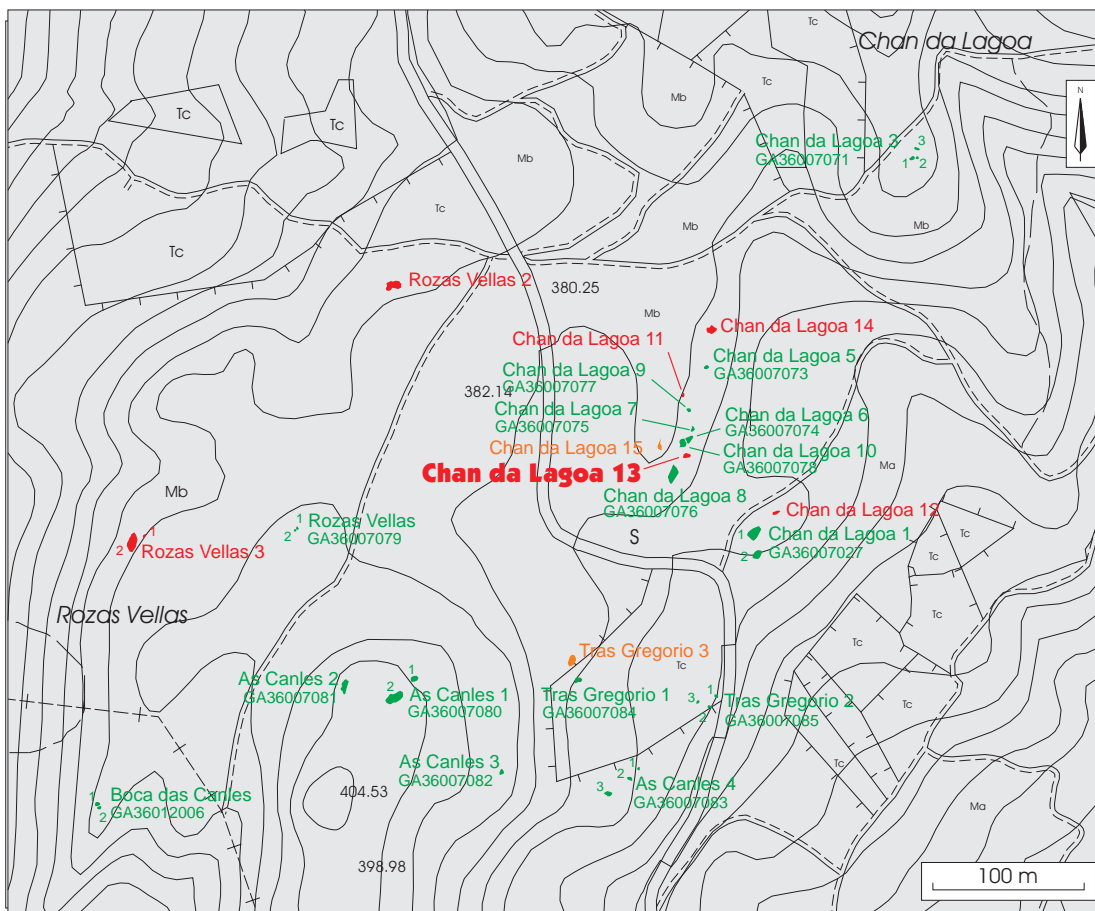 Tc
Chan da Lagoa
Tc
Tc
N
Mb
Tc
Tc
Chan da Lagoa 3
GA36007071
3
1
2
Mb
Tc
Tc
Mb
Mb
Tc
Rozas Vellas 2
380.25
Mb
Chan da Lagoa 14
Chan da Lagoa 11
Chan da Lagoa 5
GA36007073
Chan da Lagoa 9
GA36007077
382.14
Chan da Lagoa 7
GA36007075
Chan da Lagoa 6
GA36007074
Chan da Lagoa 15
Chan da Lagoa 10
GA36007078
Chan da Lagoa 13
Ma
Chan da Lagoa 8
GA36007076
Mb
Chan da Lagoa 12
Tc
Tc
1
2
Rozas Vellas 3
1
2
Rozas Vellas
GA36007079
S
1
2
Chan da Lagoa 1
GA36007027
Tc
Rozas Vellas
Tc
Tc
Tras Gregorio 3
Tc
Tc
As Canles 2
GA36007081
1
2
As Canles 1
GA36007080
Tras Gregorio 1
GA36007084
1
3
2
Tras Gregorio 2
GA36007085
Tc
As Canles 3
GA36007082
1
2
3
As Canles 4
GA36007083
Tc
1
2
Boca das Canles
GA36012006
404.53
Ma
398.98
100 m